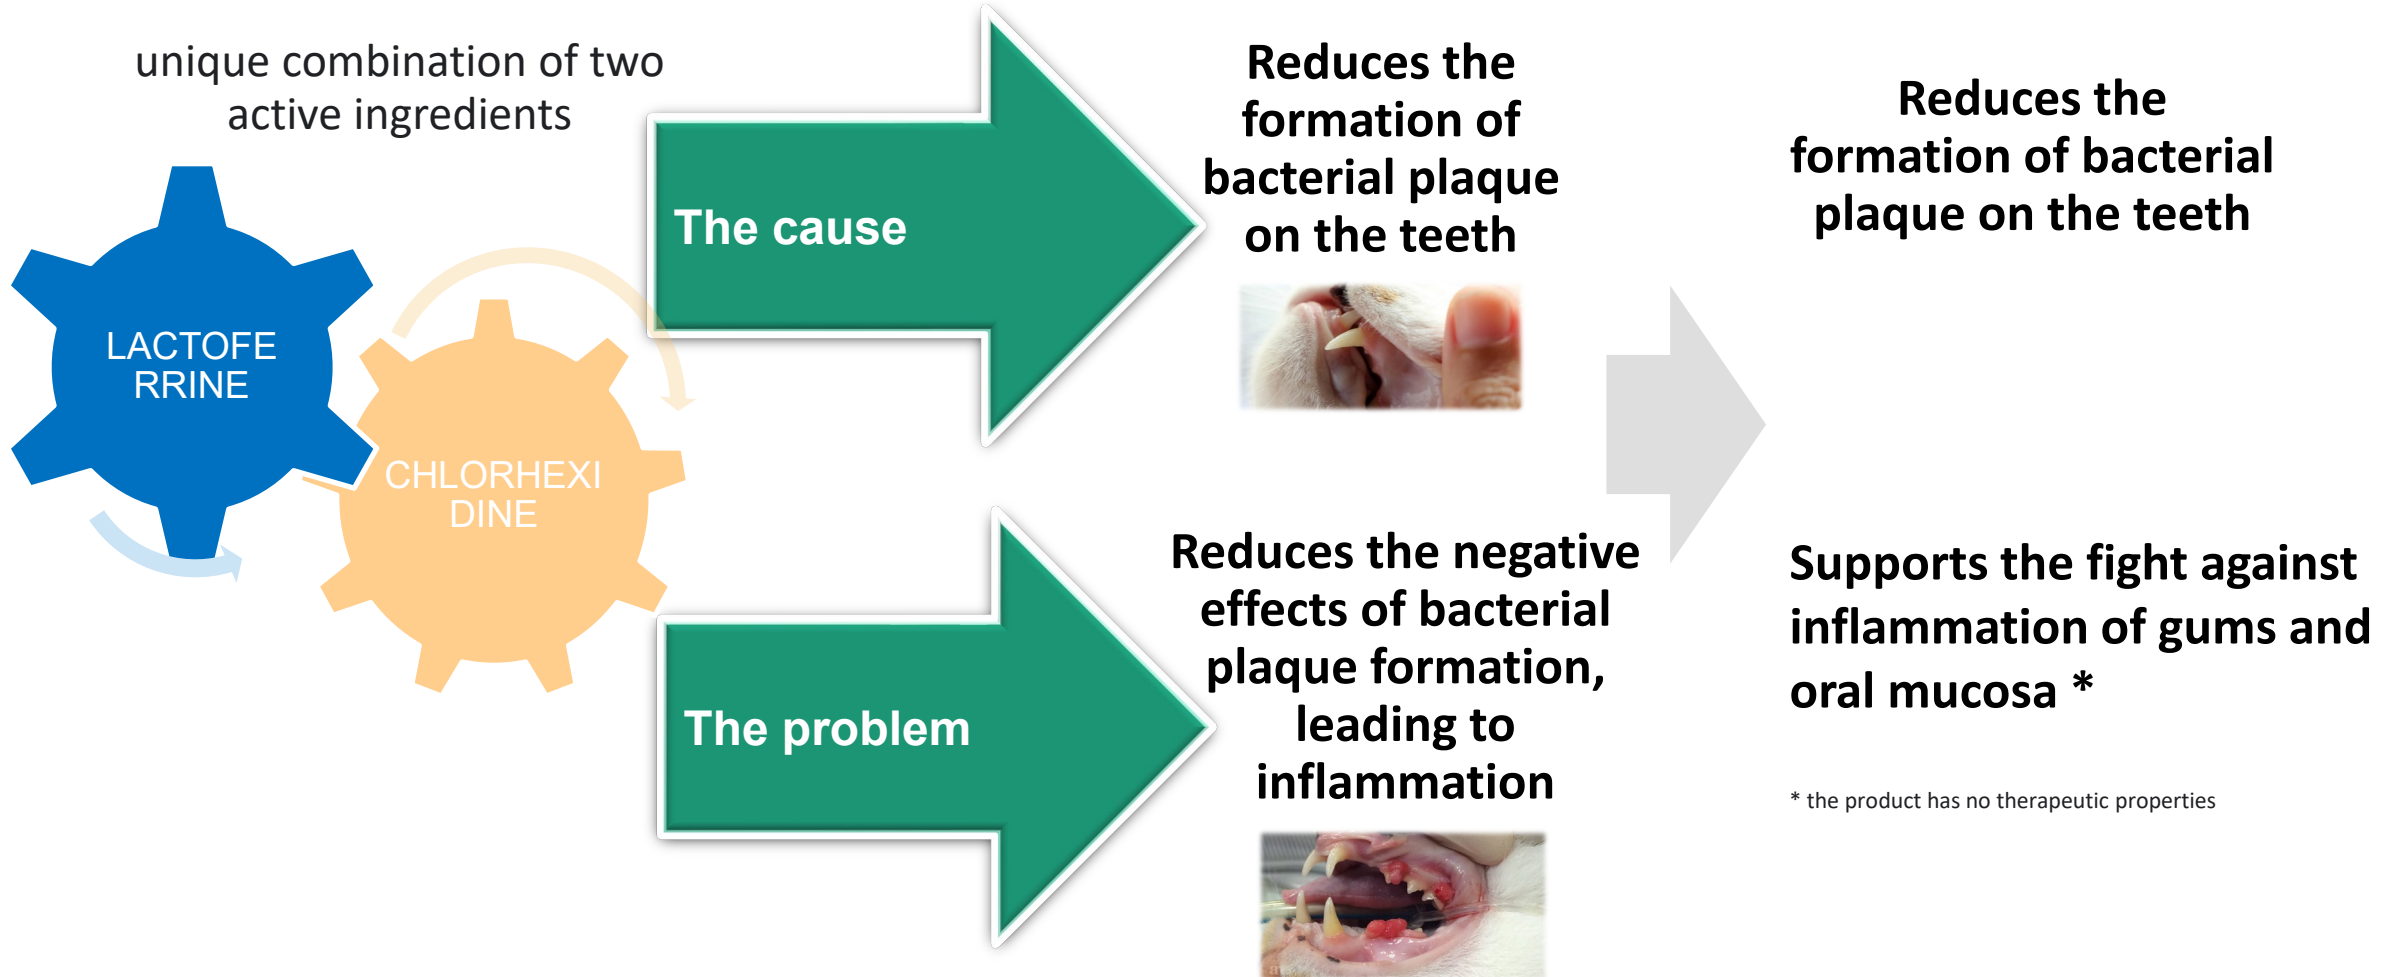 unique combination of two
active ingredients
LACTOFE
RRINE
CHLORHEXI
DINE
The cause
Reduces the
formation of
bacterial plaque
on the teeth
Reduces the
formation of bacterial
plaque on the teeth
The problem
Reduces the negative
effects of bacterial
plaque formation,
leading to
inflammation
Supports the fight against
inflammation of gums and
oral mucosa *
* the product has no therapeutic properties